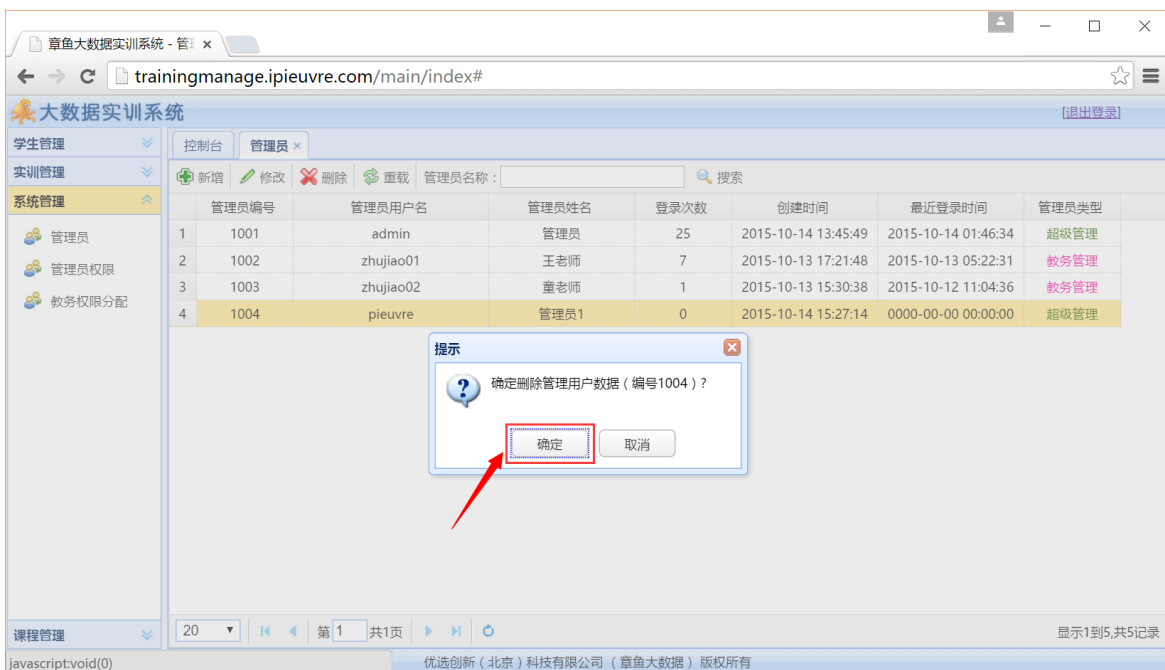 章鱼大数据实训系统 - 管
trainingmanage.ipieuvre.com/main/index#
大数据实训系统 [退出登录]
学生管理
实训管理
系统管理
管理员
管理员权限
教务权限分配
课程管理
控制台 管理员
新增 修改 删除 重载 管理员名称： 搜索
管理员编号 管理员用户名 管理员姓名 登录次数 创建时间 最近登录时间 管理员类型
1 1001 admin 管理员 25 2015-10-14 13:45:49 2015-10-14 01:46:34 超级管理
2 1002 zhujiao01 王老师 7 2015-10-13 17:21:48 2015-10-13 05:22:31 教务管理
3 1003 zhujiao02 童老师 1 2015-10-13 15:30:38 2015-10-12 11:04:36 教务管理
4 1004 pieuvre 管理员1 0 2015-10-14 15:27:14 0000-00-00 00:00:00 超级管理
提示
确定删除管理用户数据（编号1004）?
确定 取消
20 第 1 共1页 显示1到5,共5记录
javascript:void(0) 优选创新（北京）科技有限公司 （章鱼大数据）版权所有